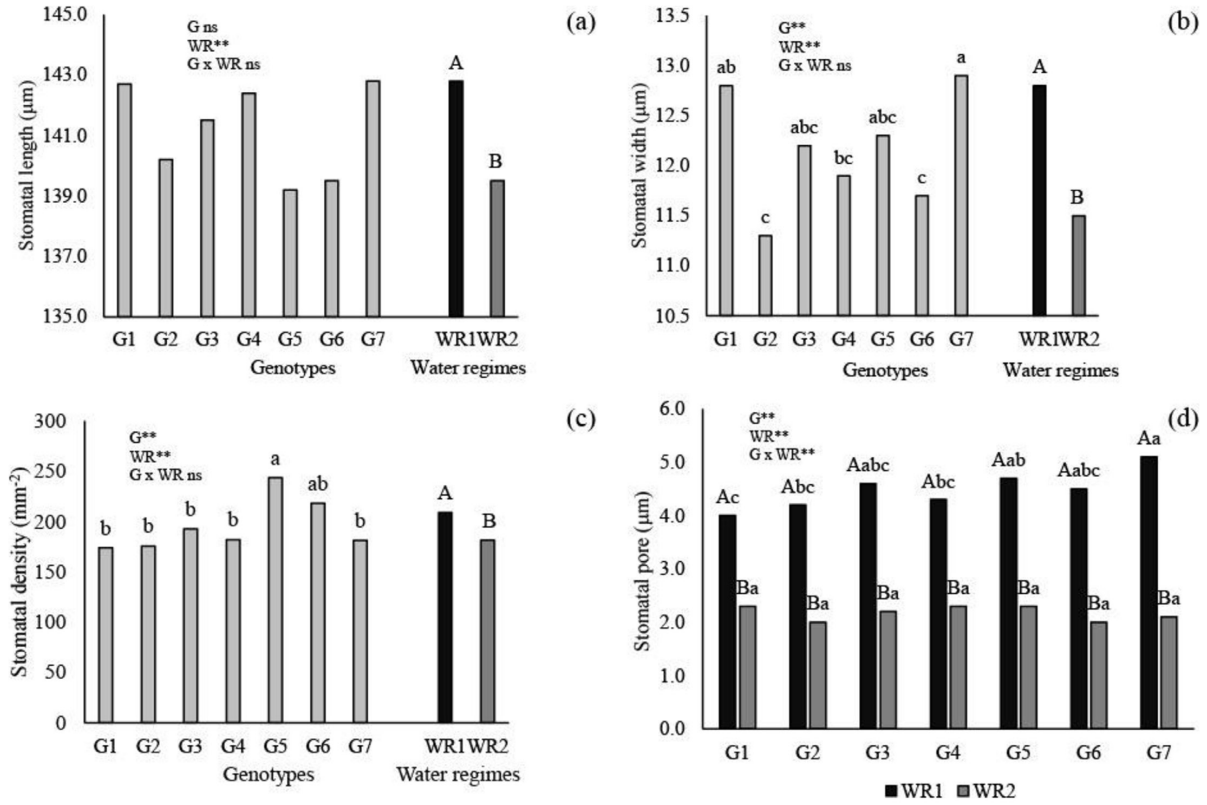 (a)
G ns
WR**
G x WR ns
Stomatal length (µm)
145.0
143.0
141.0
139.0
137.0
135.0
A
B
G1 G2 G3 G4 G5 G6 G7 WR1WR2
Genotypes Water regimes
(b)
G**
WR**
G x WR ns
Stomatal width (µm)
13.5
13.0
12.5
12.0
11.5
11.0
10.5
ab c abc bc abc c a A B
G1 G2 G3 G4 G5 G6 G7 WR1WR2
Genotypes Water regimes
(c)
G**
WR**
G x WR ns
Stomatal density (mm-2)
300
250
200
150
100
50
0
b b b b a ab b A B
G1 G2 G3 G4 G5 G6 G7 WR1WR2
Genotypes Water regimes
(d)
G**
WR**
G x WR**
Stomatal pore (µm)
6.0
5.0
4.0
3.0
2.0
1.0
0.0
Ac Abc Aabc Abc Aab Aabc Aa
Ba Ba Ba Ba Ba Ba Ba
G1 G2 G3 G4 G5 G6 G7
WR1 WR2